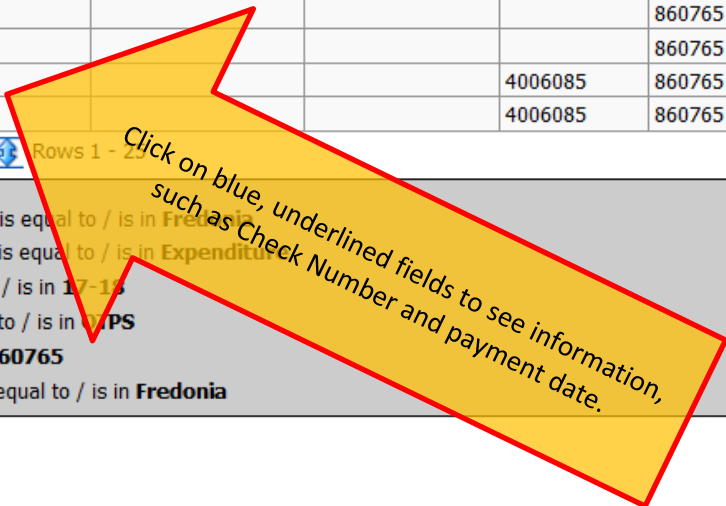 860765
860765
4006085 860765
4006085 860765
Rows 1 - 25
Click on blue, underlined fields to see information,
such as Check Number and payment date.
is equal to / is in Fredonia
is equal to / is in Expenditure
/ is in 17-18
to / is in OTPS
60765
equal to / is in Fredonia